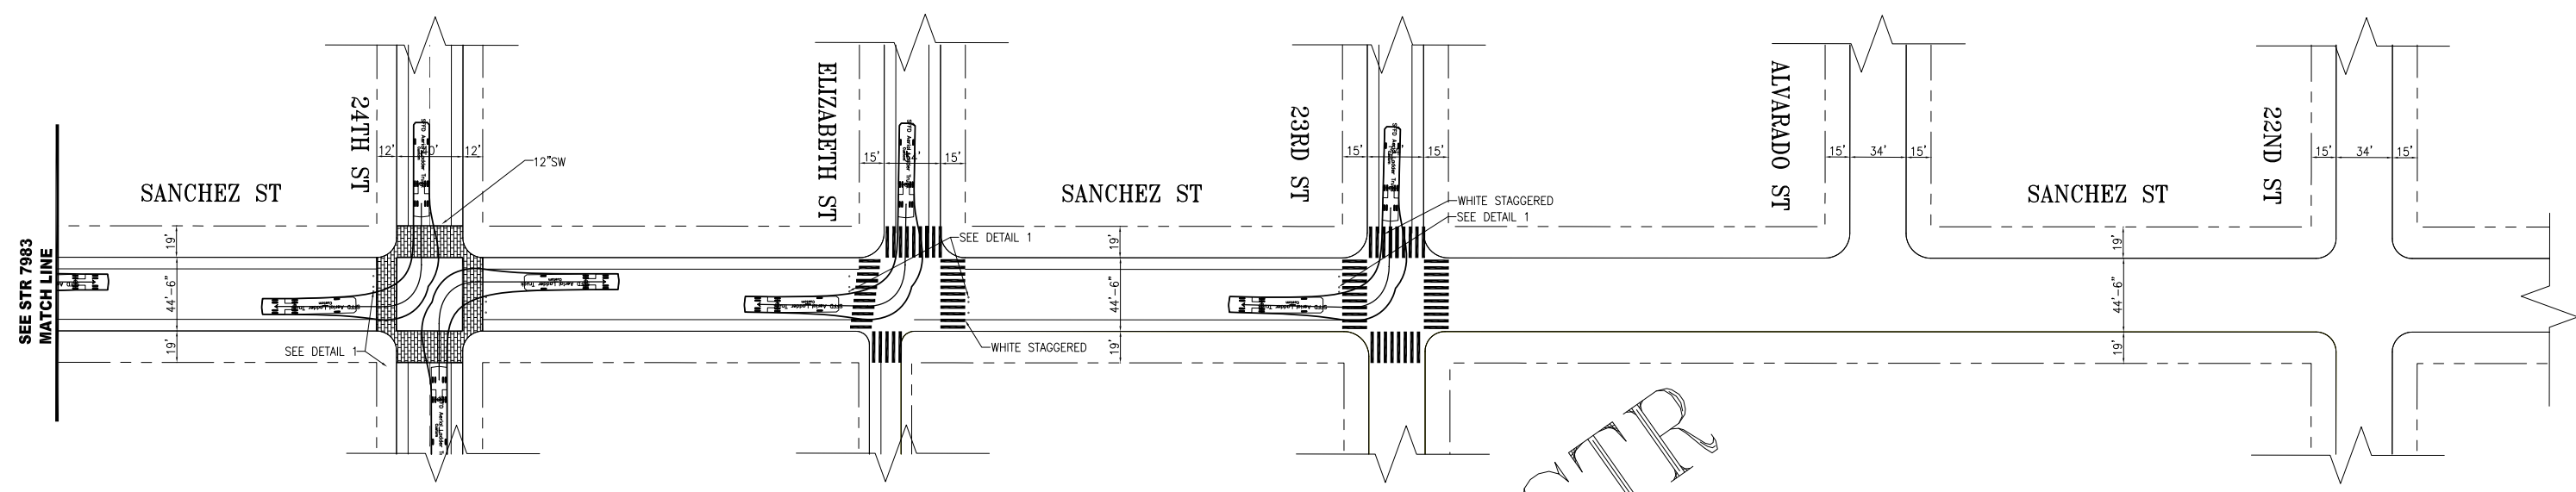 24TH ST
ELIZABETH ST
23RD ST
ALVARADO ST
22ND ST
12'
12'
15'
15'
15'
15'
15'
34'
15'
15'
34'
15'
12"SW
SANCHEZ ST
SANCHEZ ST
SANCHEZ ST
WHITE STAGGERED
SEE DETAIL 1
SEE DETAIL 1
SEE STR 7983
MATCH LINE
19'
44'-6"
19'
19'
44'-6"
19'
19'
44'-6"
19'
SEE DETAIL 1
WHITE STAGGERED
STR